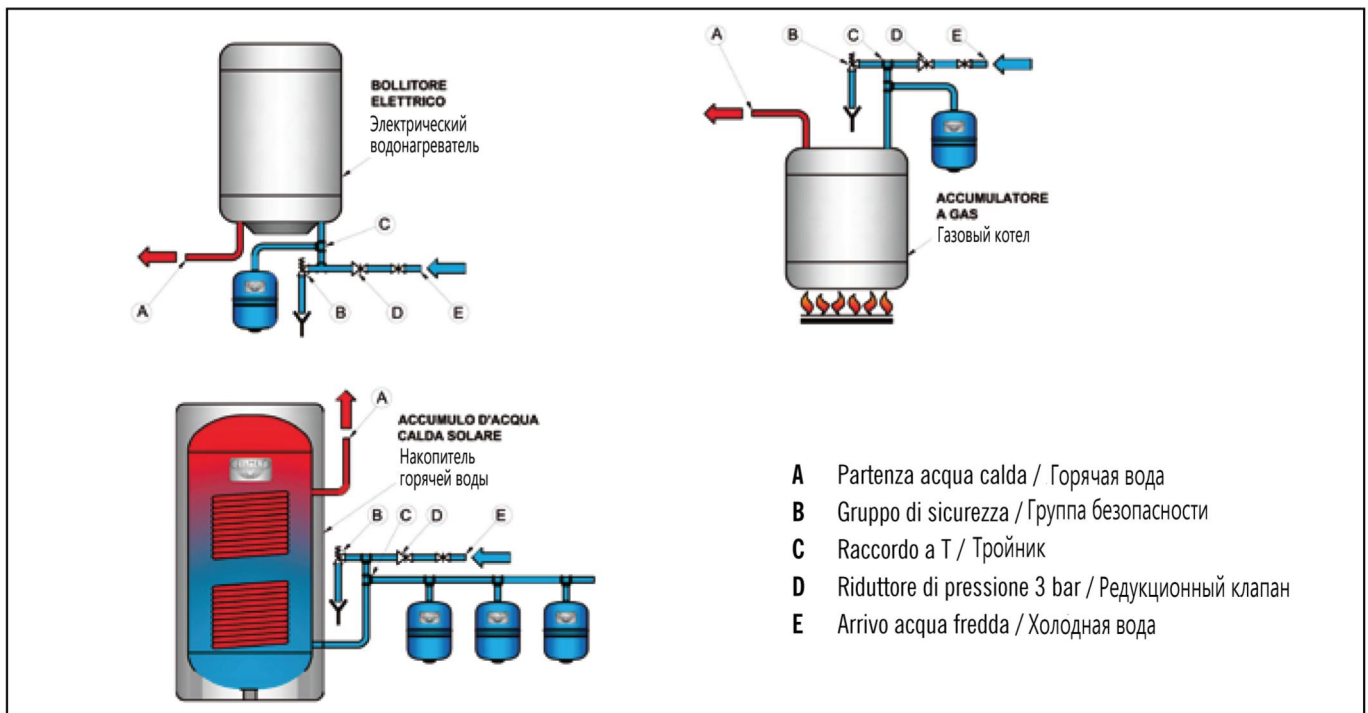 BOLLITORE
ELETTRICO
Электрический
водонагреватель
C
A
B
D
E
A
B
C
D
E
ACCUMULATORE
A GAS
Газовый котел
A
ACCUMULO D'ACQUA
CALDA SOLARE
Накопитель
горячей воды
B
C
D
E
A Partenza acqua calda / Горячая вода
B Gruppo di sicurezza / Группа безопасности
C Raccordo a T / Тройник
D Riduttore di pressione 3 bar / Редукционный клапан
E Arrivo acqua fredda / Холодная вода